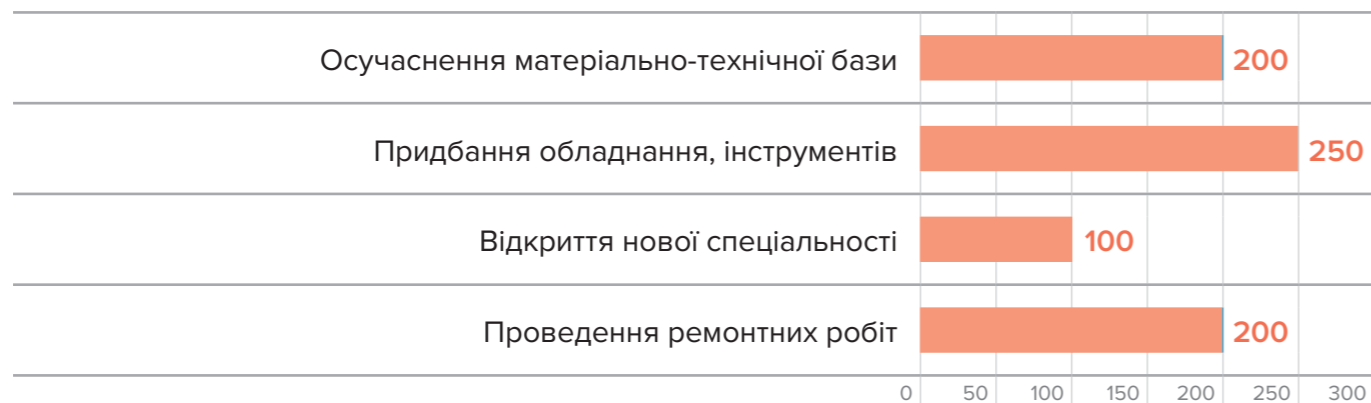 Осучаснення матеріально-технічної бази 200
Придбання обладнання, інструментів 250
Відкриття нової спеціальності 100
Проведення ремонтних робіт 200
0 50 100 150 200 250 300